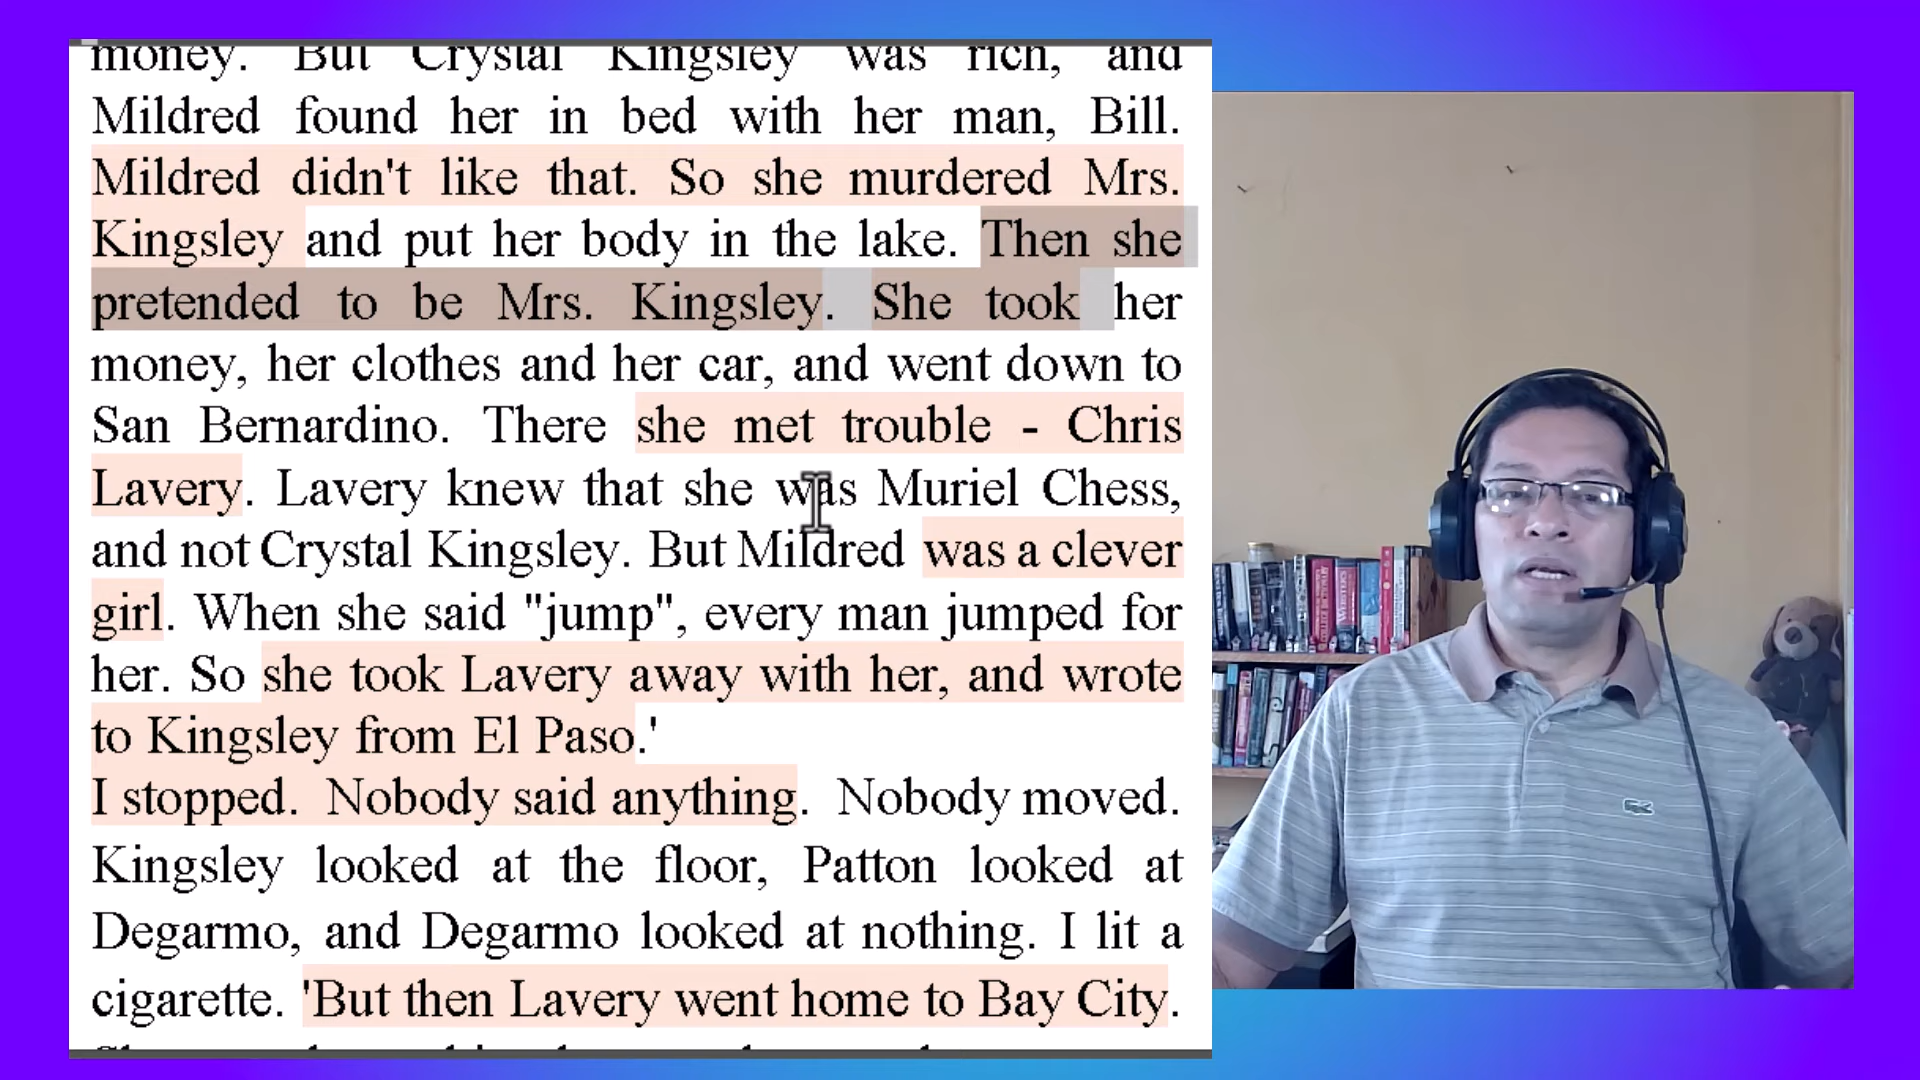 money. But Crystal Kingsley was rich, and
Mildred found her in bed with her man, Bill.
Mildred didn't like that. So she murdered Mrs.
Kingsley and put her body in the lake. Then she
pretended to be Mrs. Kingsley. She took her
money, her clothes and her car, and went down to
San Bernardino. There she met trouble - Chris
Lavery. Lavery knew that she was Muriel Chess,
and not Crystal Kingsley. But Mildred was a clever
girl. When she said "jump", every man jumped for
her. So she took Lavery away with her, and wrote
to Kingsley from El Paso.'
I stopped. Nobody said anything. Nobody moved.
Kingsley looked at the floor, Patton looked at
Degarmo, and Degarmo looked at nothing. I lit a
cigarette. 'But then Lavery went home to Bay City.